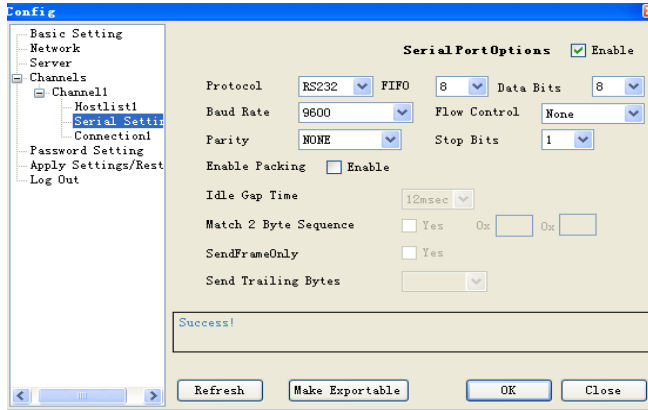 Config
Basic Setting
Network
Server
Channels
Channel1
Hostlist1
Serial Settin
Connection1
Password Setting
Apply Settings/Rest
Log Out
SerialPortOptions Enable
Protocol RS232 FIFO 8 Data Bits 8
Baud Rate 9600 Flow Control None
Parity NONE Stop Bits 1
Enable Packing Enable
Idle Gap Time 12msec
Match 2 Byte Sequence Yes 0x 0x
SendFrameOnly Yes
Send Trailing Bytes
Success!
Refresh Make Exportable OK Close